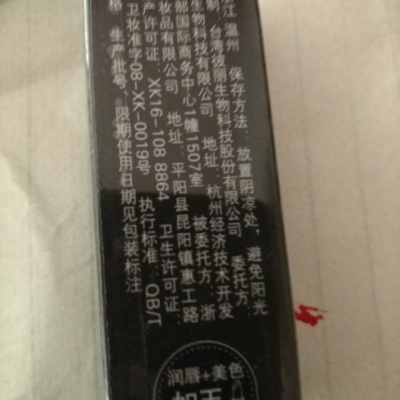 江 温州 保存方法：放置阴凉处，避免阳光
制：台湾彼丽生物科技股份有限公司 委托方：
生物科技有限公司 地址：杭州经济技术开发
部国际商务中心1幢1507室 被委托方：浙
妆品有限公司 地址：平阳县昆阳镇惠工路
产许可证：XK16-108 8864 卫生许可证：
卫妆准字08-XK-0019号 执行标准：QB/T
格 生产批号、限期使用日期见包装标注
润唇+美色